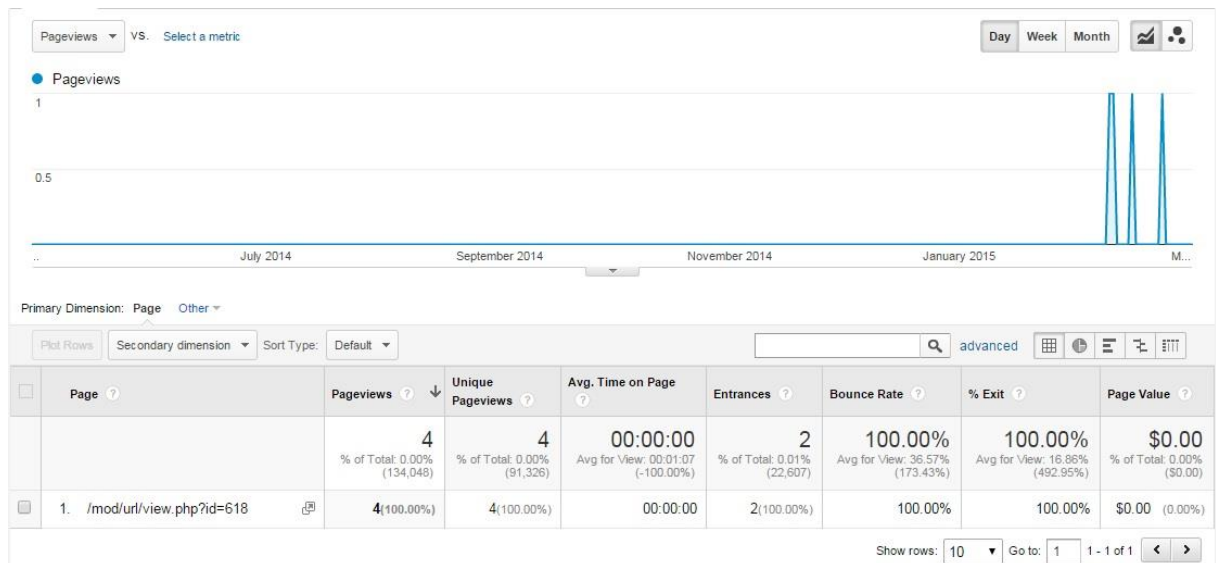 Pageviews VS. Select a metric Day Week Month
Pageviews
1
0.5
.. July 2014 September 2014 November 2014 January 2015 M...
Primary Dimension: Page Other
Plot Rows Secondary dimension Sort Type: Default advanced
Page ? Pageviews ? Unique Pageviews ? Avg. Time on Page ? Entrances ? Bounce Rate ? % Exit ? Page Value ?
4 4 00:00:00 2 100.00% 100.00% $0.00
% of Total: 0.00% % of Total: 0.00% Avg for View: 00:01:07 % of Total: 0.01% Avg for View: 36.57% Avg for View: 16.86% % of Total: 0.00%
(134,048) (91,326) (-100.00%) (22,607) (173.43%) (492.95%) ($0.00)
1. /mod/url/view.php?id=618 4(100.00%) 4(100.00%) 00:00:00 2(100.00%) 100.00% 100.00% $0.00 (0.00%)
Show rows: 10 Go to: 1 1 - 1 of 1